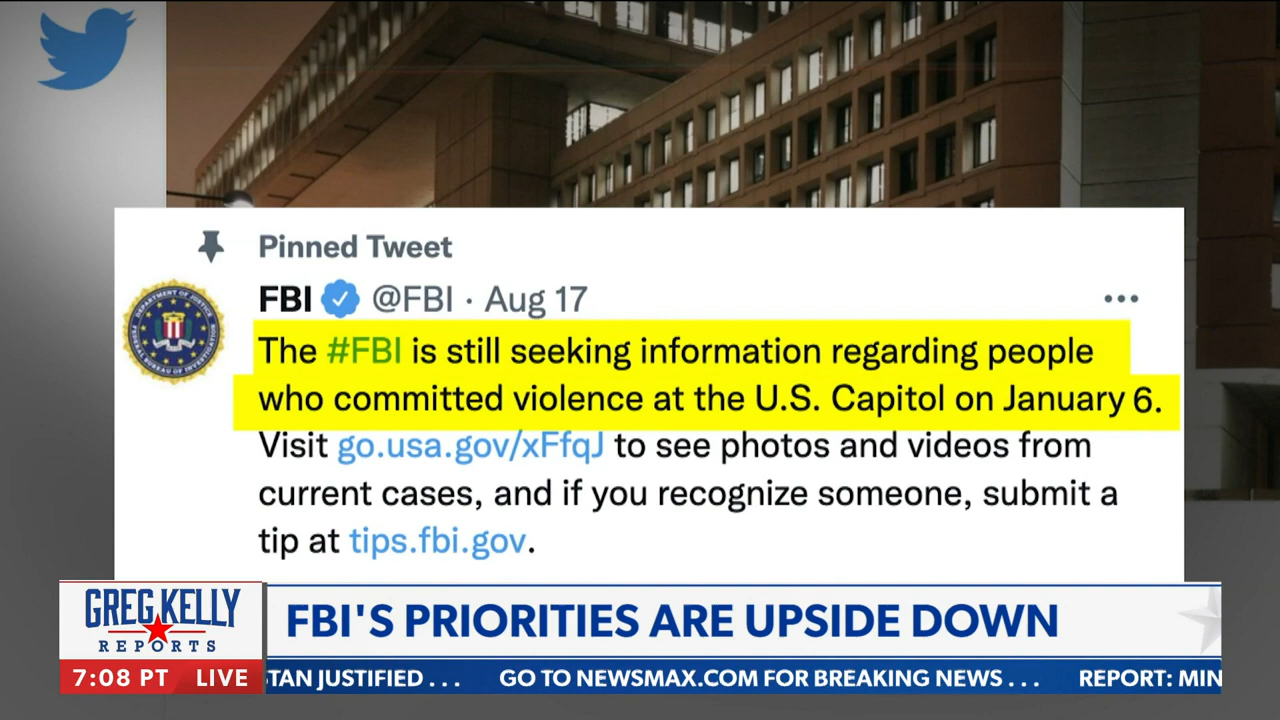 Pinned Tweet
FBI @FBI · Aug 17
The #FBI is still seeking information regarding people
who committed violence at the U.S. Capitol on January 6.
Visit go.usa.gov/xFfqJ to see photos and videos from
current cases, and if you recognize someone, submit a
tip at tips.fbi.gov.
GREG KELLY
REPORTS
FBI'S PRIORITIES ARE UPSIDE DOWN
7:08 PT LIVE
STAN JUSTIFIED . . . GO TO NEWSMAX.COM FOR BREAKING NEWS . . . REPORT: MIN